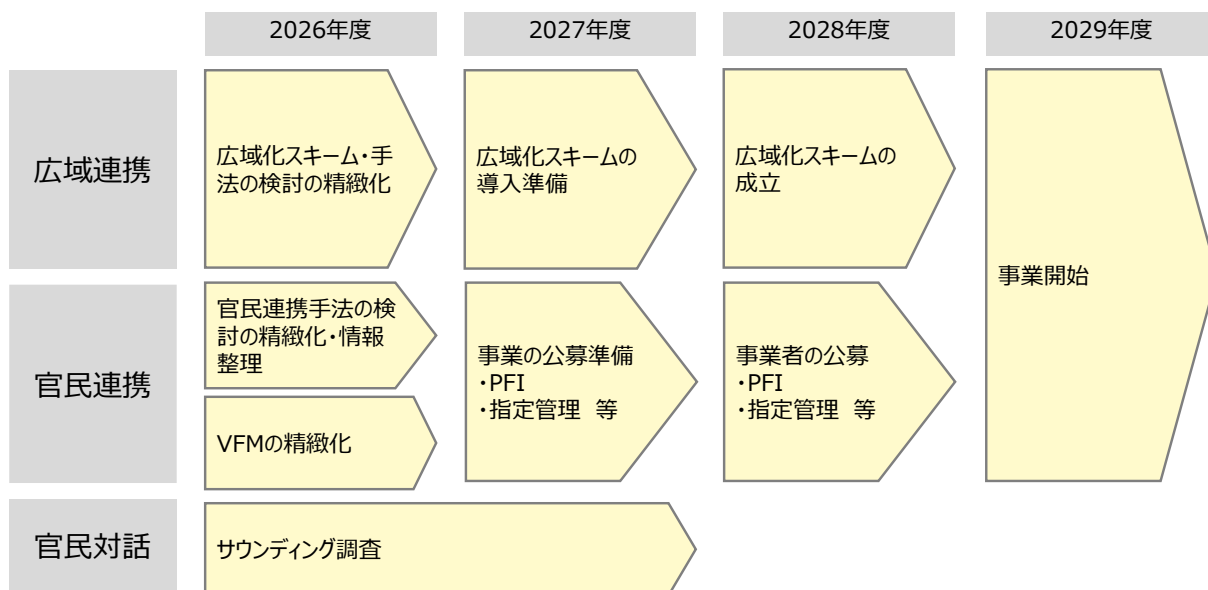 2026年度
2027年度
2028年度
2029年度
広域連携
広域化スキーム・手
法の検討の精緻化
広域化スキームの
導入準備
広域化スキームの
成立
事業開始
官民連携
官民連携手法の検
討の精緻化・情報
整理
VFMの精緻化
事業の公募準備
・PFI
・指定管理　等
事業者の公募
・PFI
・指定管理　等
官民対話
サウンディング調査